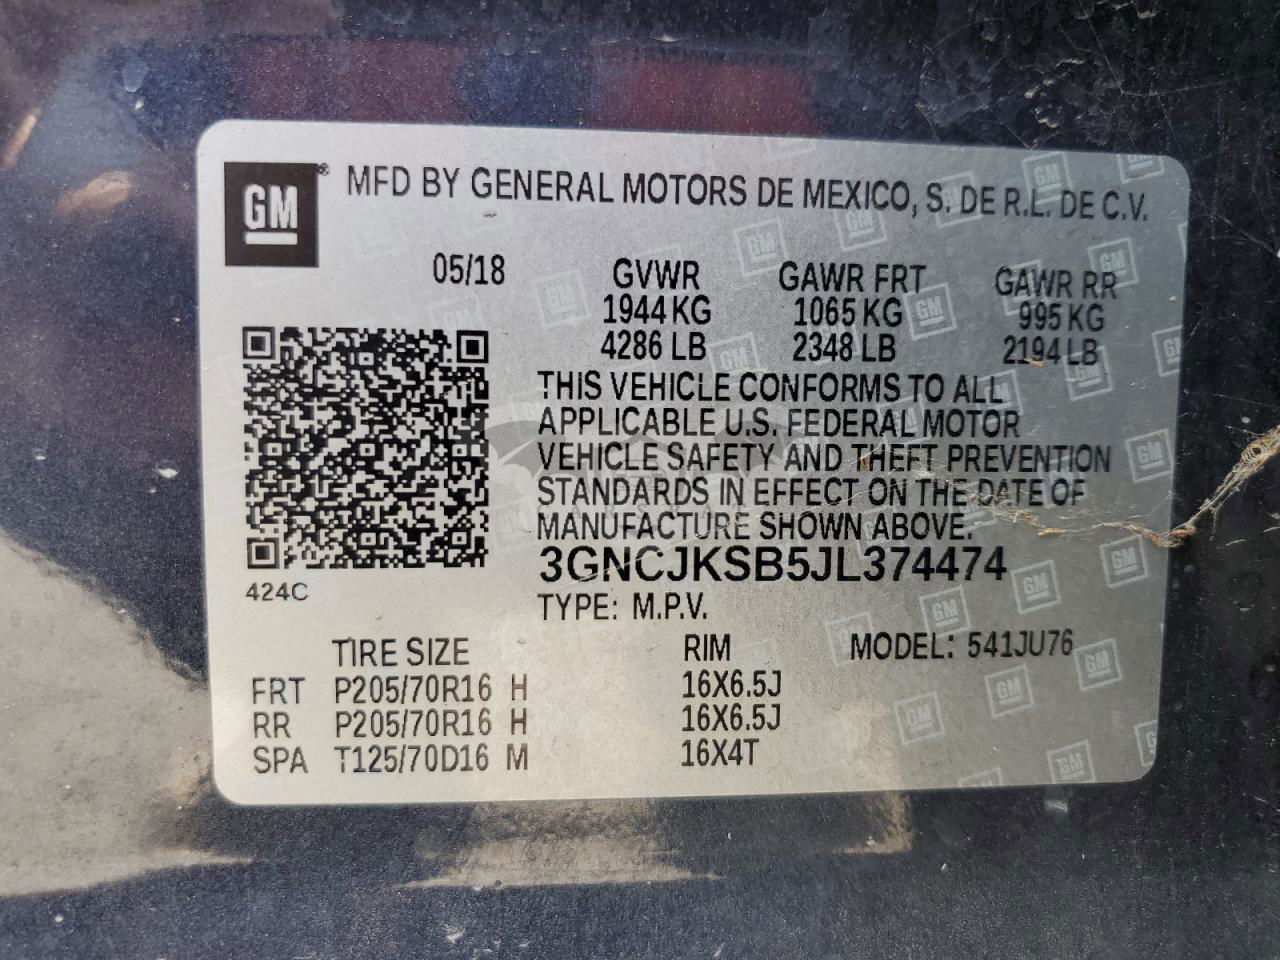 GM® MFD BY GENERAL MOTORS DE MEXICO, S. DE R.L. DE C.V.
05/18 GVWR GAWR FRT GAWR RR
1944 KG 1065 KG 995 KG
4286 LB 2348 LB 2194 LB
THIS VEHICLE CONFORMS TO ALL
APPLICABLE U.S. FEDERAL MOTOR
VEHICLE SAFETY AND THEFT PREVENTION
STANDARDS IN EFFECT ON THE DATE OF
MANUFACTURE SHOWN ABOVE.
3GNCJKSB5JL374474
424C
TYPE: M.P.V.
TIRE SIZE RIM MODEL: 541JU76
FRT P205/70R16 H 16X6.5J
RR P205/70R16 H 16X6.5J
SPA T125/70D16 M 16X4T